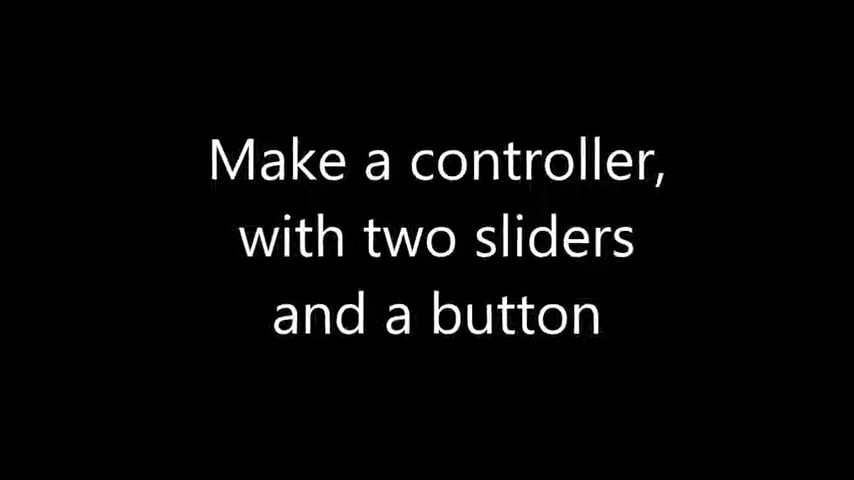 Make a controller,
with two sliders
and a button